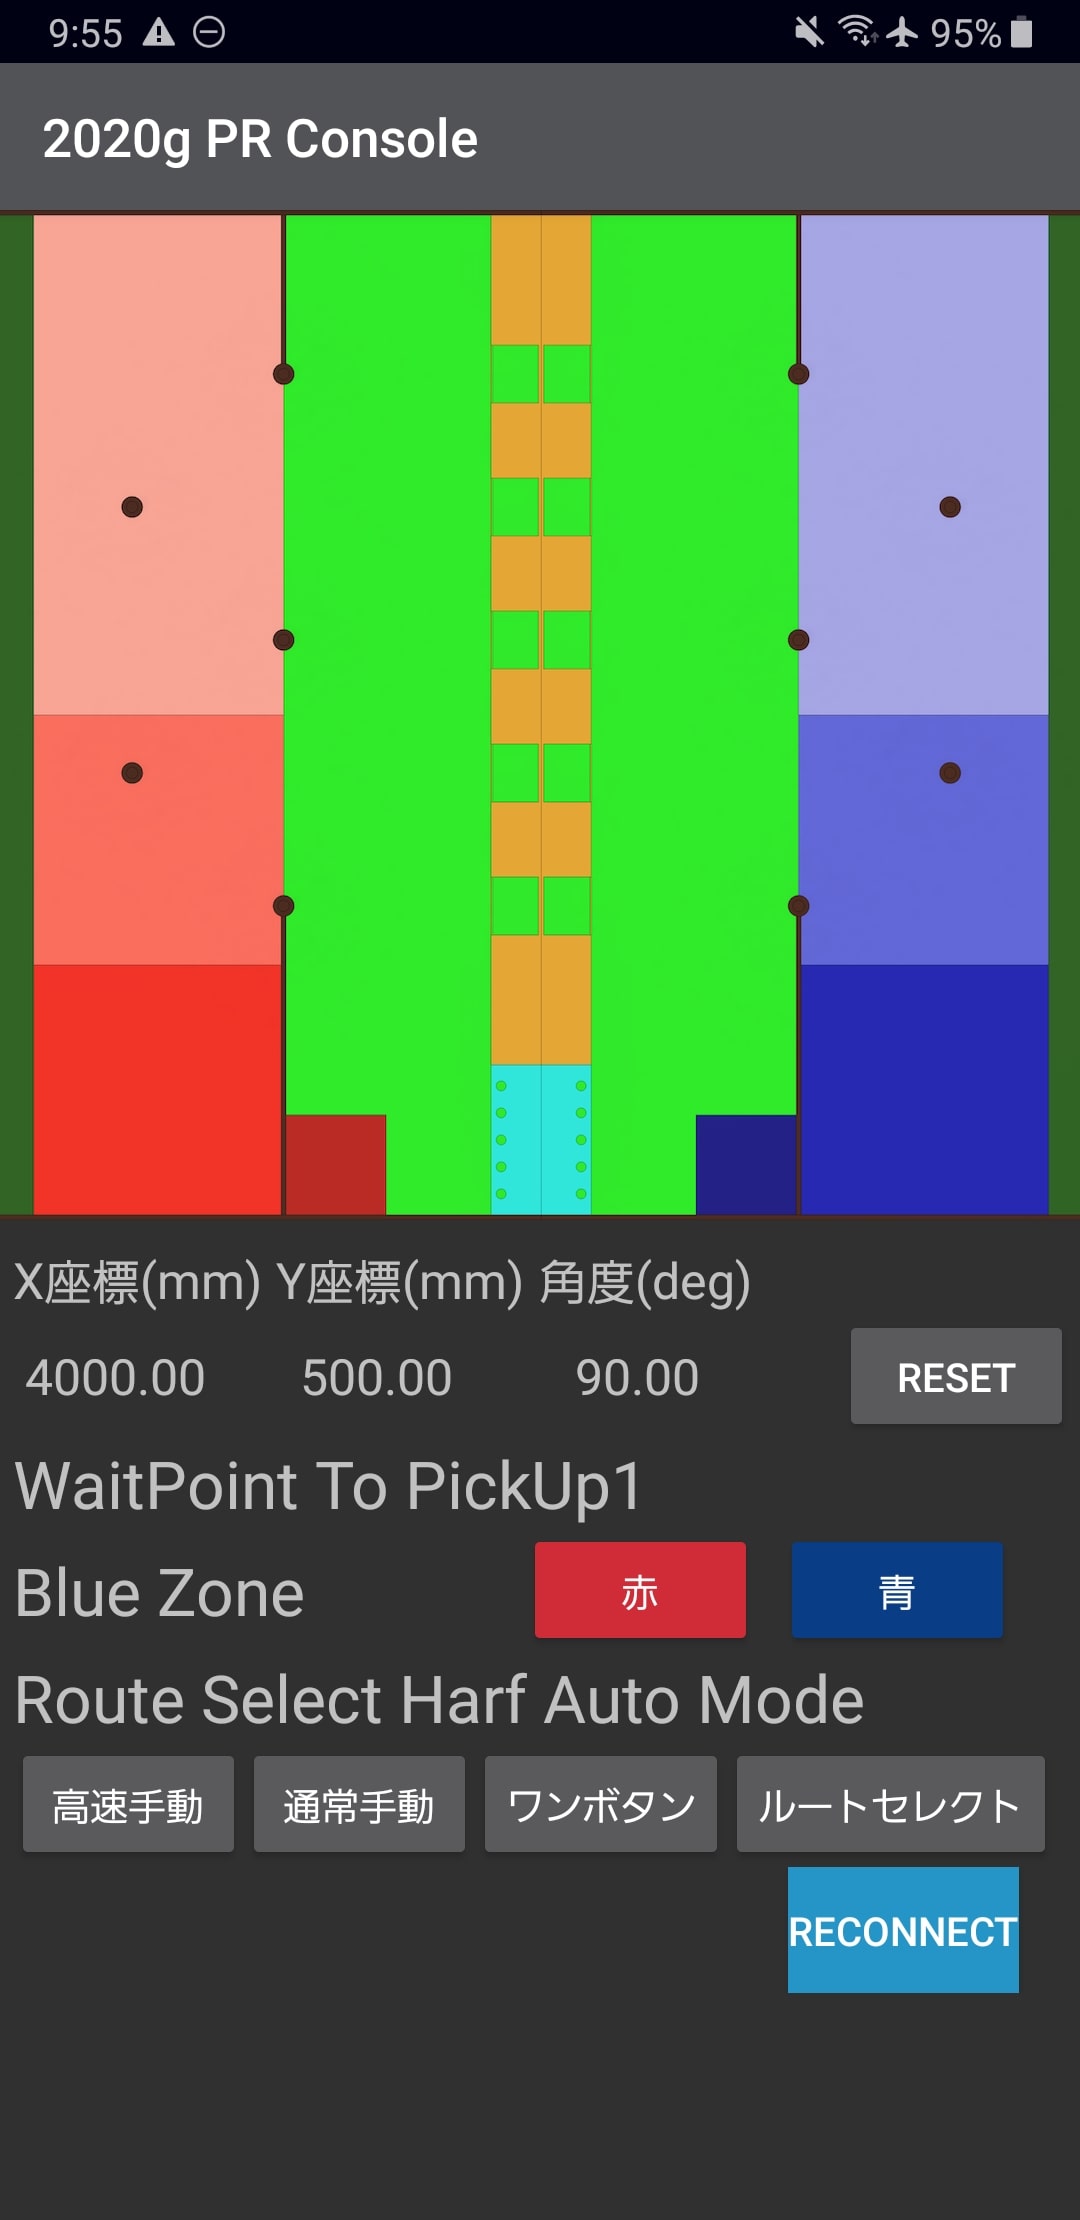 9:55 95%
2020g PR Console
X座標(mm) Y座標(mm) 角度(deg)
4000.00 500.00 90.00 RESET
WaitPoint To PickUp1
Blue Zone 赤 青
Route Select Harf Auto Mode
高速手動 通常手動 ワンボタン ルートセレクト
RECONNECT